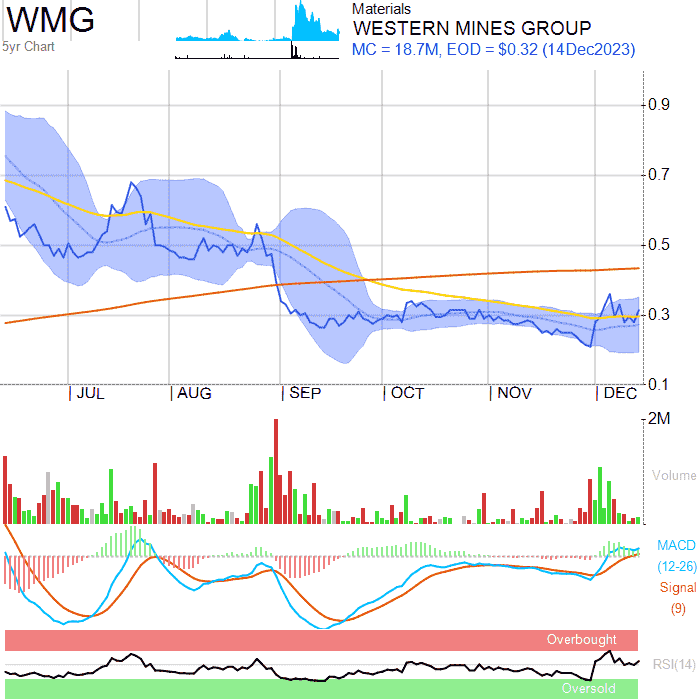 WMG
5yr Chart
Materials
WESTERN MINES GROUP
MC = 18.7M, EOD = $0.32 (14Dec2023)
0.9
0.7
0.5
0.3
0.1
JUL AUG SEP OCT NOV DEC
2M
Volume
MACD
(12-26)
Signal
(9)
Overbought
RSI(14)
Oversold